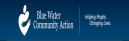 Blue Water
Community Action
Helping People.
Changing Lives.